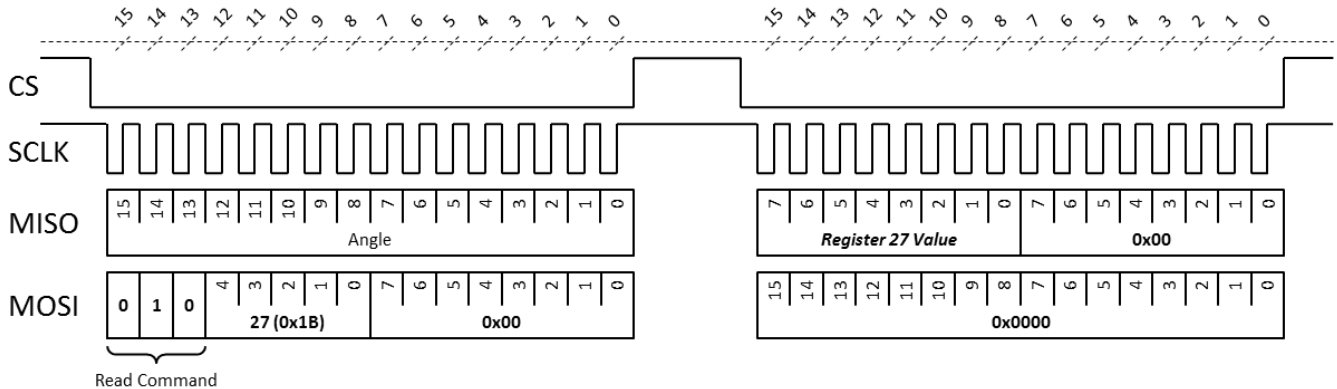 15 14 13 12 11 10 9 8 7 6 5 4 3 2 1 0 15 14 13 12 11 10 9 8 7 6 5 4 3 2 1 0
CS
SCLK
MISO 15 14 13 12 11 10 9 8 7 6 5 4 3 2 1 0 7 6 5 4 3 2 1 0 7 6 5 4 3 2 1 0
Angle Register 27 Value 0x00
MOSI 0 1 0 4 3 2 1 0 7 6 5 4 3 2 1 0 15 14 13 12 11 10 9 8 7 6 5 4 3 2 1 0
27 (0x1B) 0x00 0x0000
Read Command